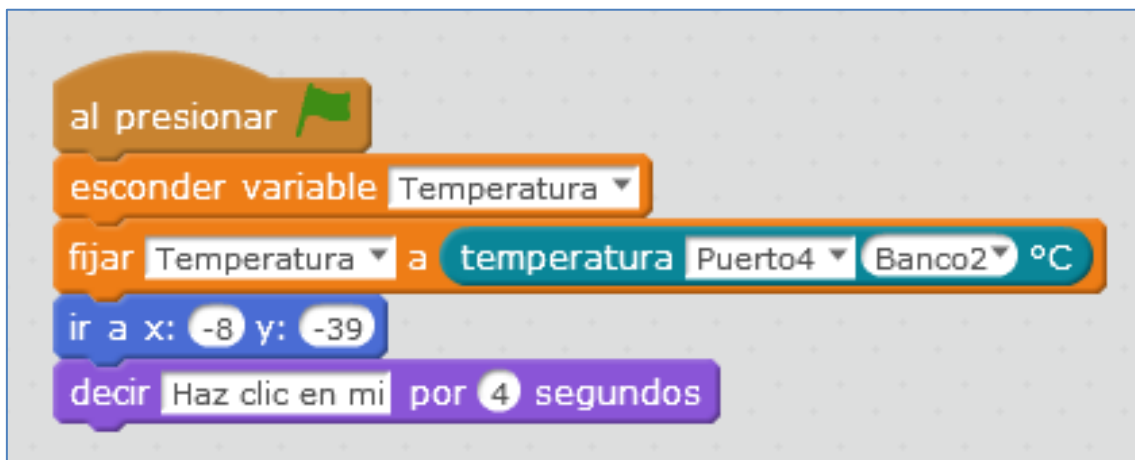 al presionar
esconder variable Temperatura
fijar Temperatura a temperatura Puerto4 Banco2 ºC
ir a x: -8 y: -39
decir Haz clic en mi por 4 segundos